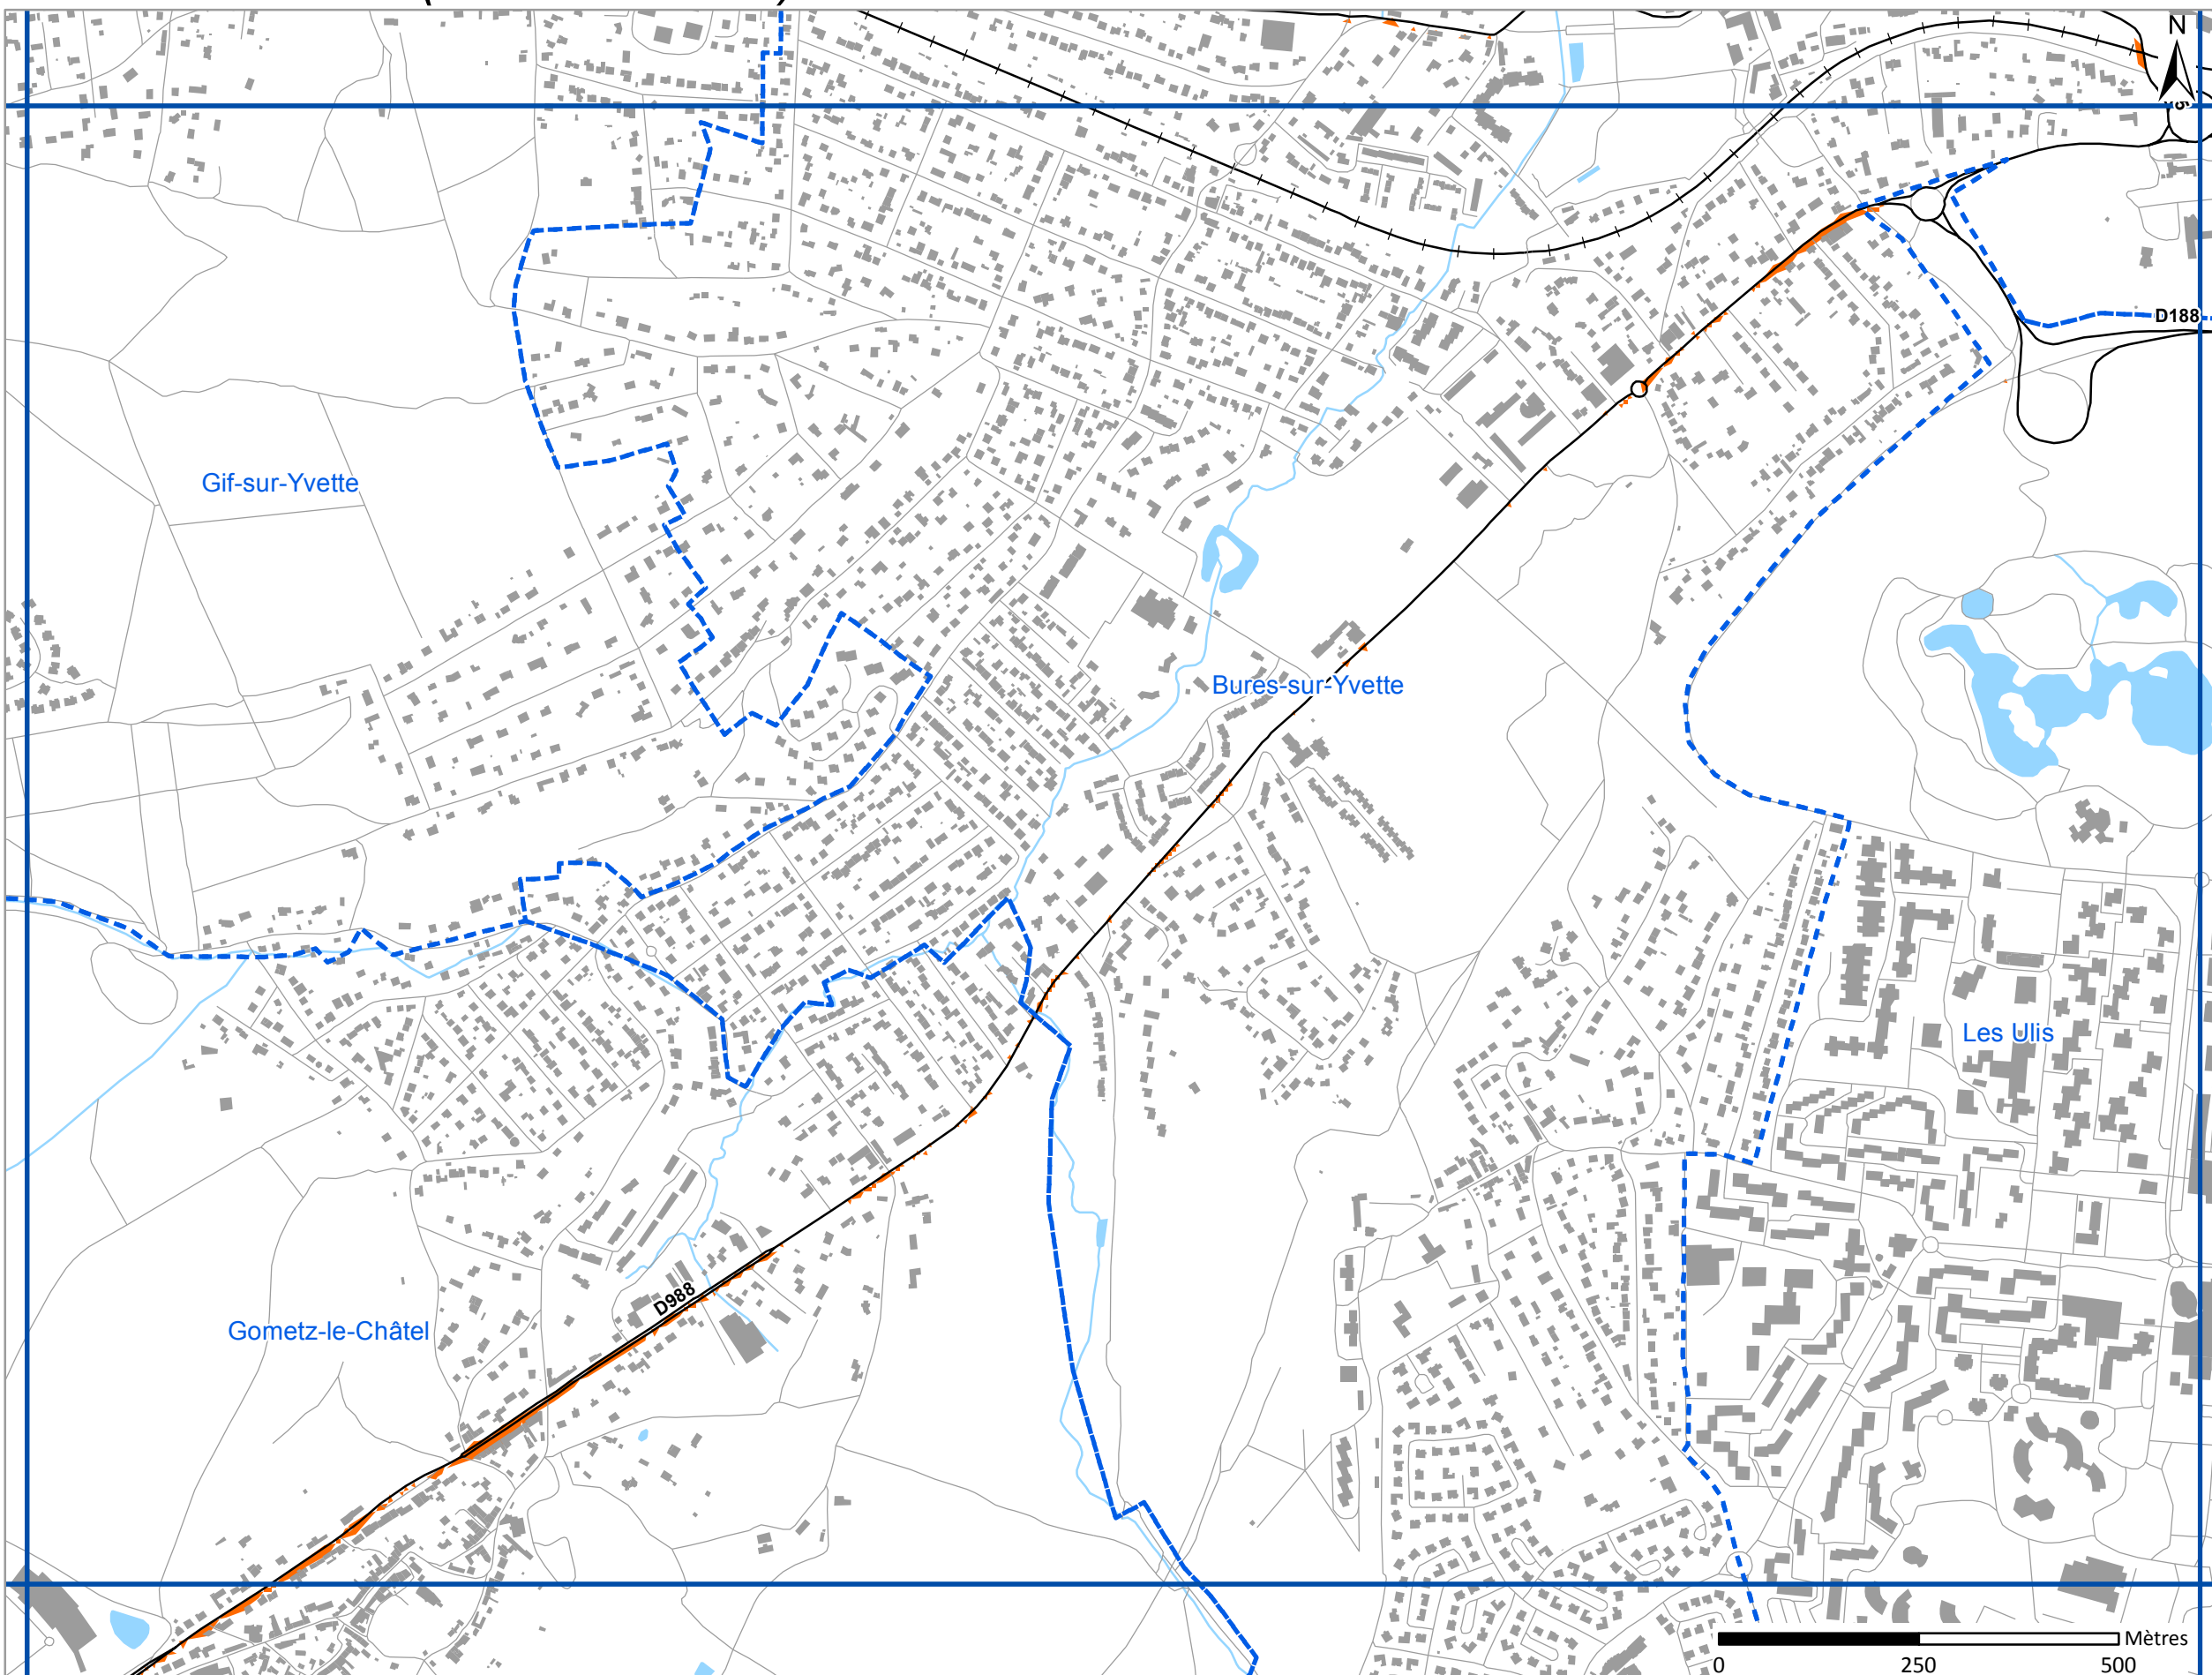 N
D188
Gif-sur-Yvette
Bures-sur-Yvette
Les Ulis
D988
Gometz-le-Châtel
Mètres
0 250 500